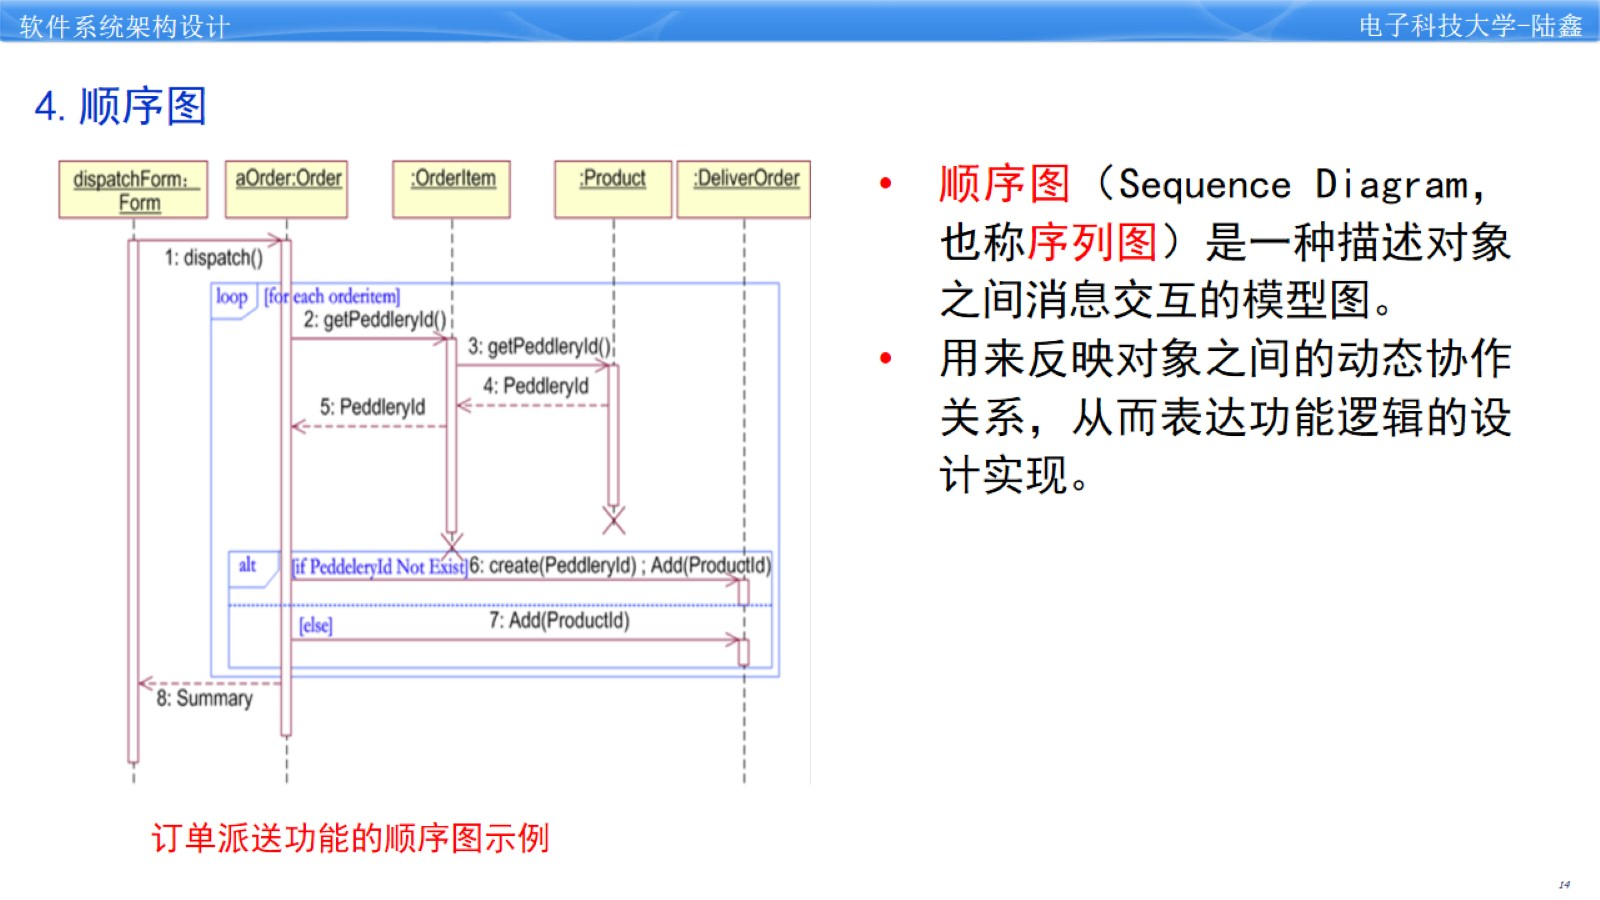 软件系统架构设计
电子科技大学-陆鑫
4. 顺序图
dispatchForm:
Form
aOrder:Order
:OrderItem
:Product
:DeliverOrder
1: dispatch()
loop
[for each orderitem]
2: getPeddleryId()
3: getPeddleryId()
4: PeddleryId
5: PeddleryId
alt
[if PeddeleryId Not Exist]
6: create(PeddleryId) ; Add(ProductId)
[else]
7: Add(ProductId)
8: Summary
订单派送功能的顺序图示例
• 顺序图（Sequence Diagram，
也称序列图）是一种描述对象
之间消息交互的模型图。
• 用来反映对象之间的动态协作
关系，从而表达功能逻辑的设
计实现。
14